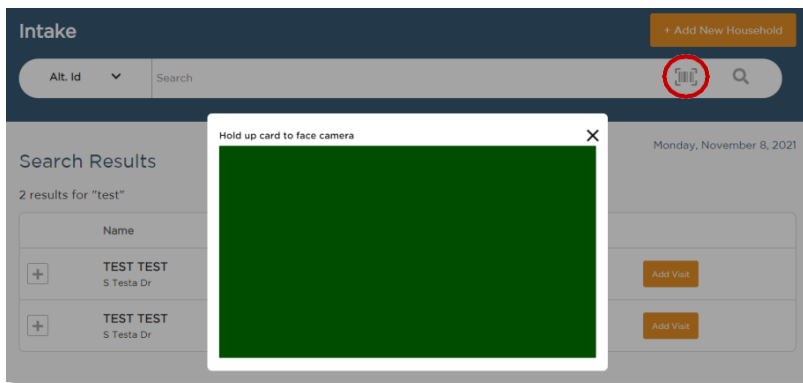 Intake
+ Add New Household
Alt. Id
Search
Hold up card to face camera
Monday, November 8, 2021
Search Results
2 results for "test"
Name
TEST TEST
S Testa Dr
Add Visit
TEST TEST
S Testa Dr
Add Visit